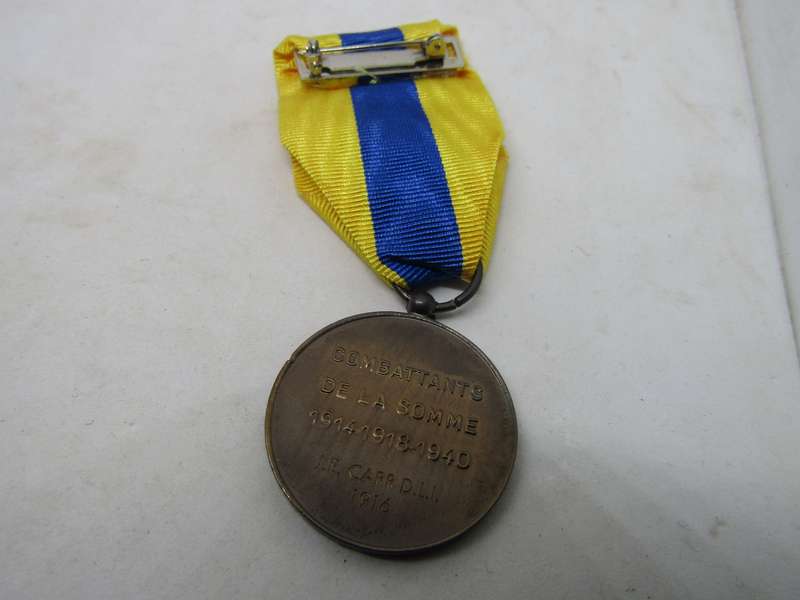 COMBATTANTS
DE LA SOMME
1914-1918-1940
J.E. CARR D.L.I.
1916